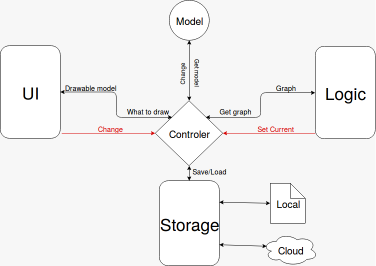 Model
Change
Get model
UI
Drawable model
What to draw
Change
Controler
Get graph
Graph
Set Current
Logic
Save/Load
Storage
Local
Cloud